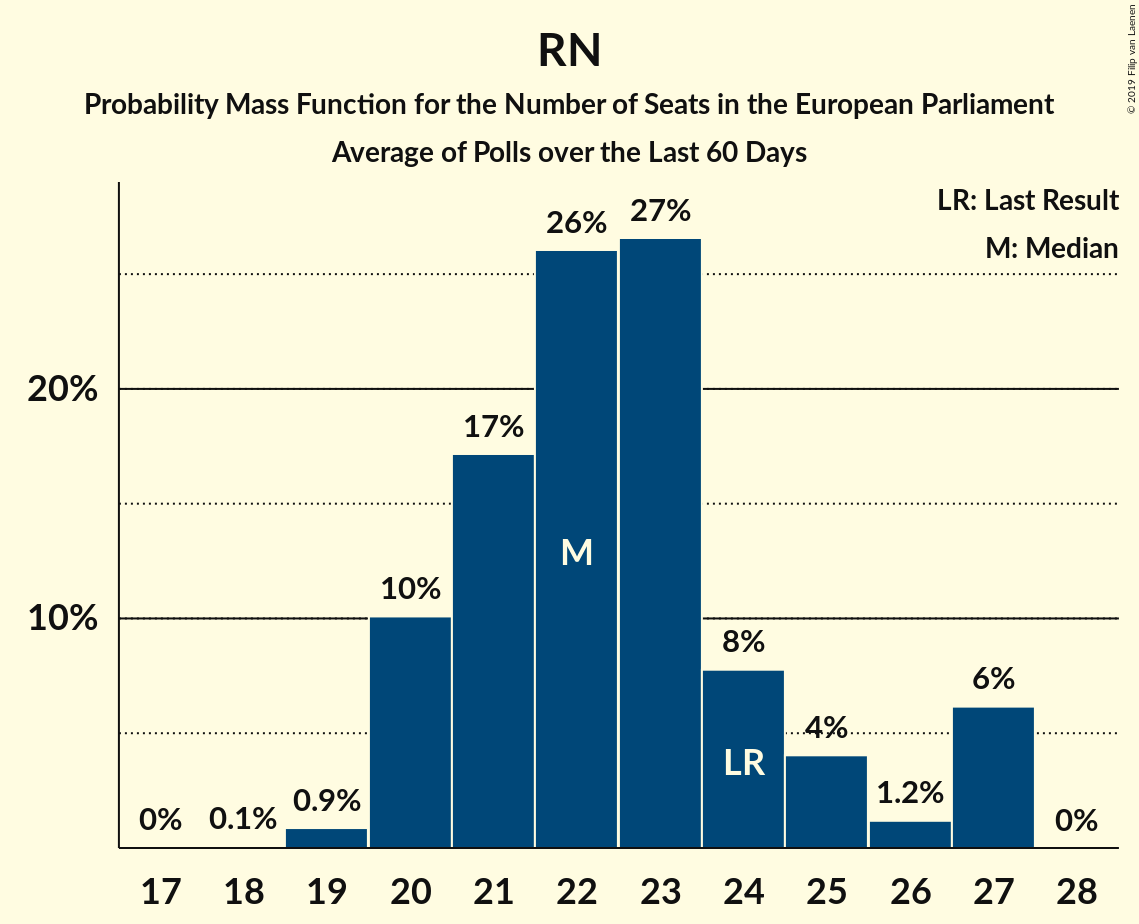 RN
Probability Mass Function for the Number of Seats in the European Parliament
Average of Polls over the Last 60 Days
© 2019 Filip van Laenen
LR: Last Result
M: Median
20%
10%
0%
0.1%
0.9%
10%
17%
26%
27%
8%
4%
1.2%
6%
0%
M
LR
17 18 19 20 21 22 23 24 25 26 27 28